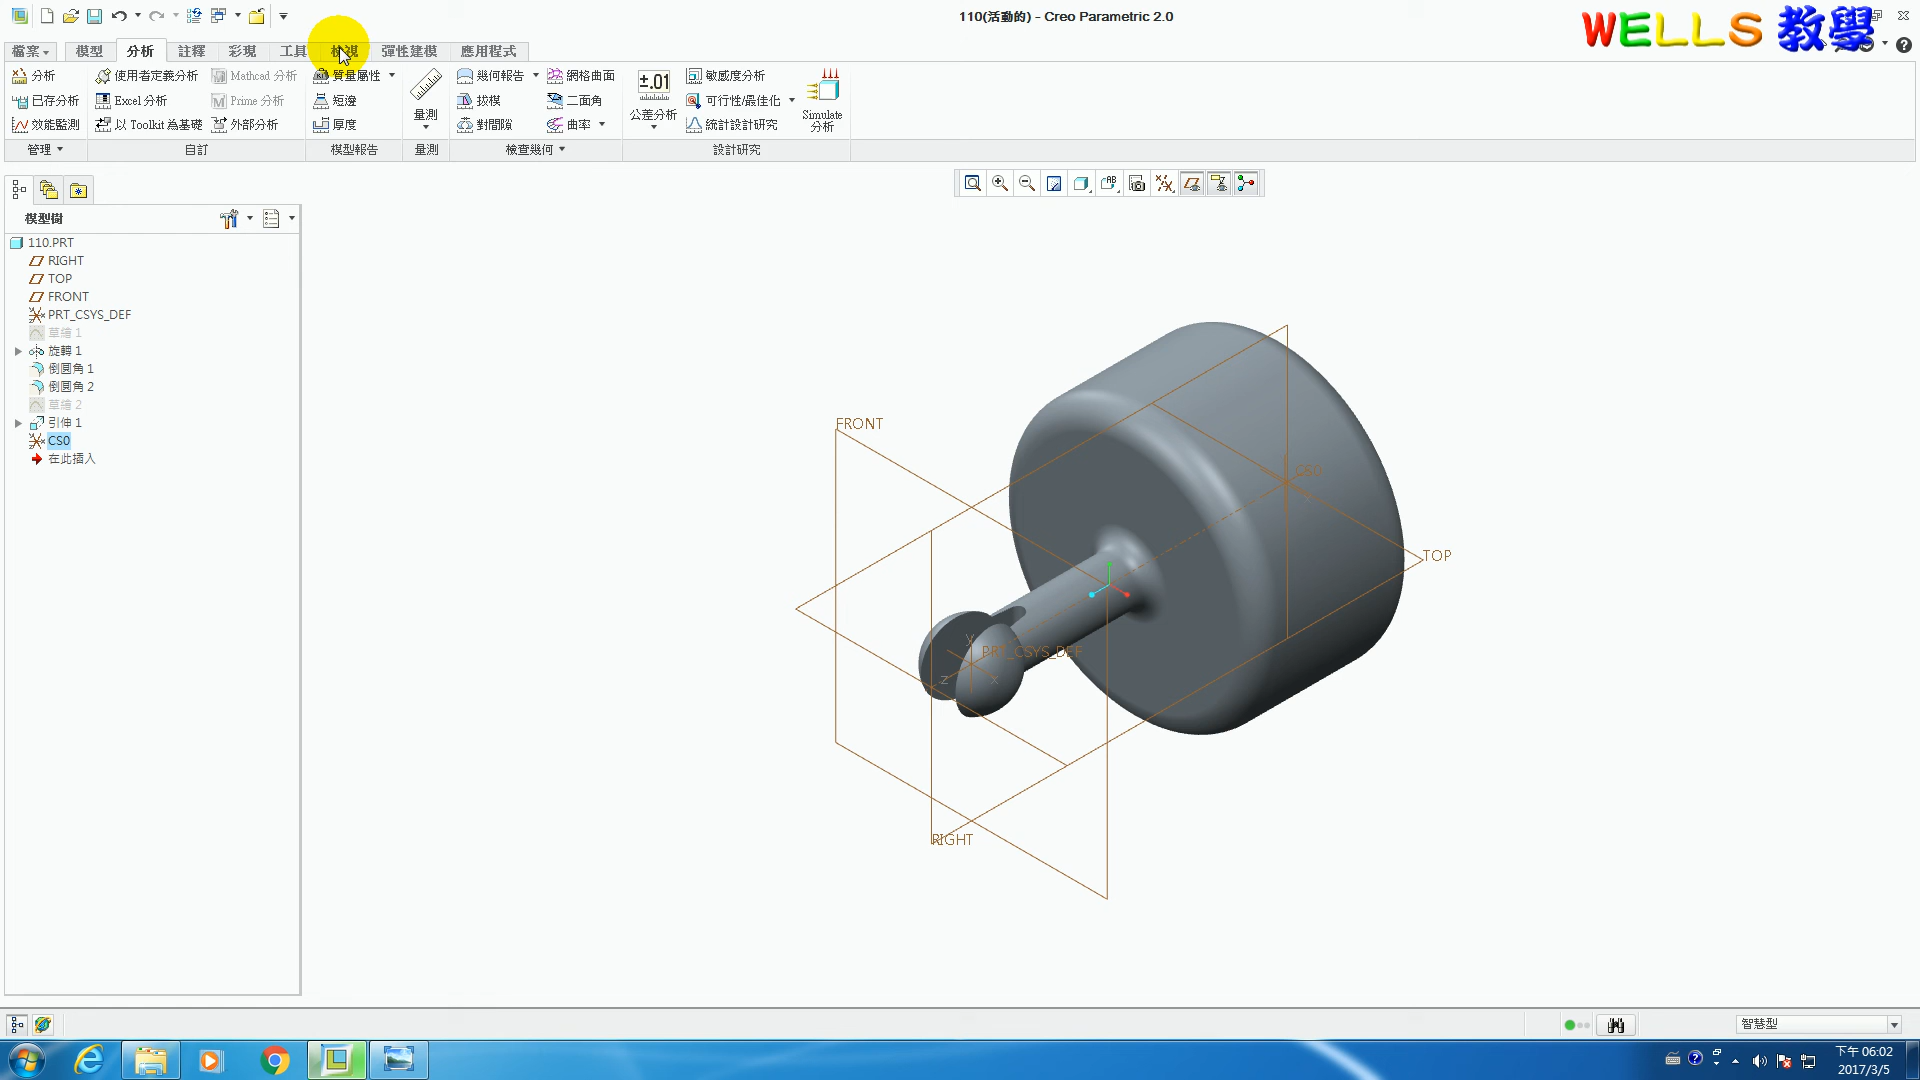 110(活動的) - Creo Parametric 2.0
WELLS 教學
檔案 模型 分析 註釋 彩現 工具 檢視 彈性建模 應用程式
分析 使用者定義分析 Mathcad 分析 質量屬性 幾何報告 網格曲面 敏感度分析
已存分析 Excel 分析 Prime 分析 短邊 拔模 二面角 可行性/最佳化
量測 ±.01 公差分析 Simulate 分析
效能監測 以 Toolkit 為基礎 外部分析 厚度 對間隙 曲率 統計設計研究
管理 自訂 模型報告 量測 檢查幾何 設計研究
模型樹
110.PRT
RIGHT
TOP
FRONT
PRT_CSYS_DEF
草繪 1
旋轉 1
倒圓角 1
倒圓角 2
草繪 2
引伸 1
CS0
在此插入
FRONT
CS0
TOP
Y
PRT_CSYS_DEF
Z X
RIGHT
智慧型
下午 06:02
2017/3/5